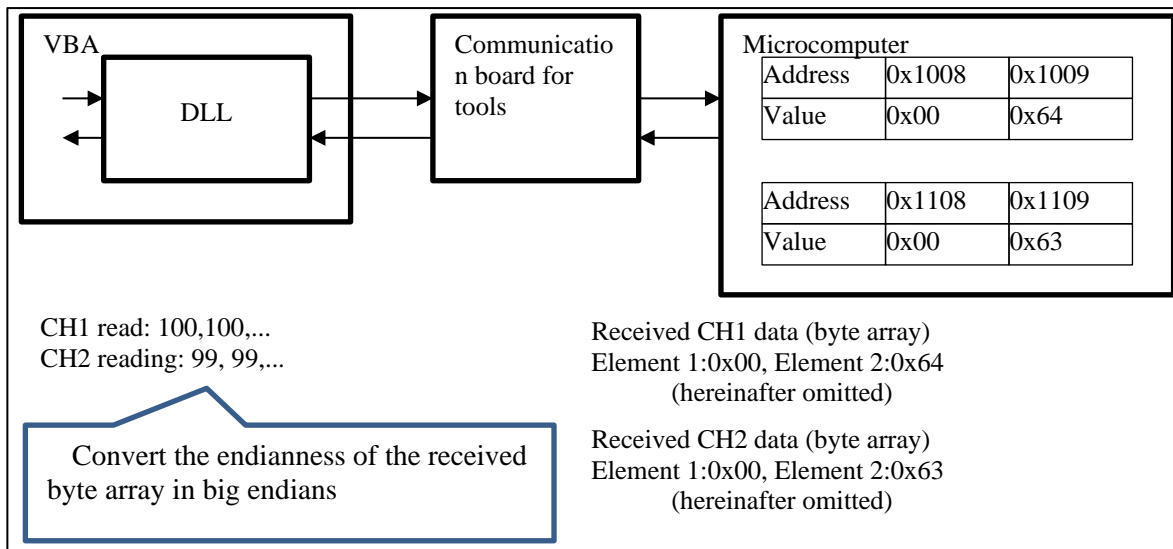 VBA
DLL
Communicatio
n board for
tools
Microcomputer
Address 0x1008 0x1009
Value 0x00 0x64
Address 0x1108 0x1109
Value 0x00 0x63
CH1 read: 100,100,...
CH2 reading: 99, 99,...
Convert the endianness of the received
byte array in big endians
Received CH1 data (byte array)
Element 1:0x00, Element 2:0x64
(hereinafter omitted)
Received CH2 data (byte array)
Element 1:0x00, Element 2:0x63
(hereinafter omitted)